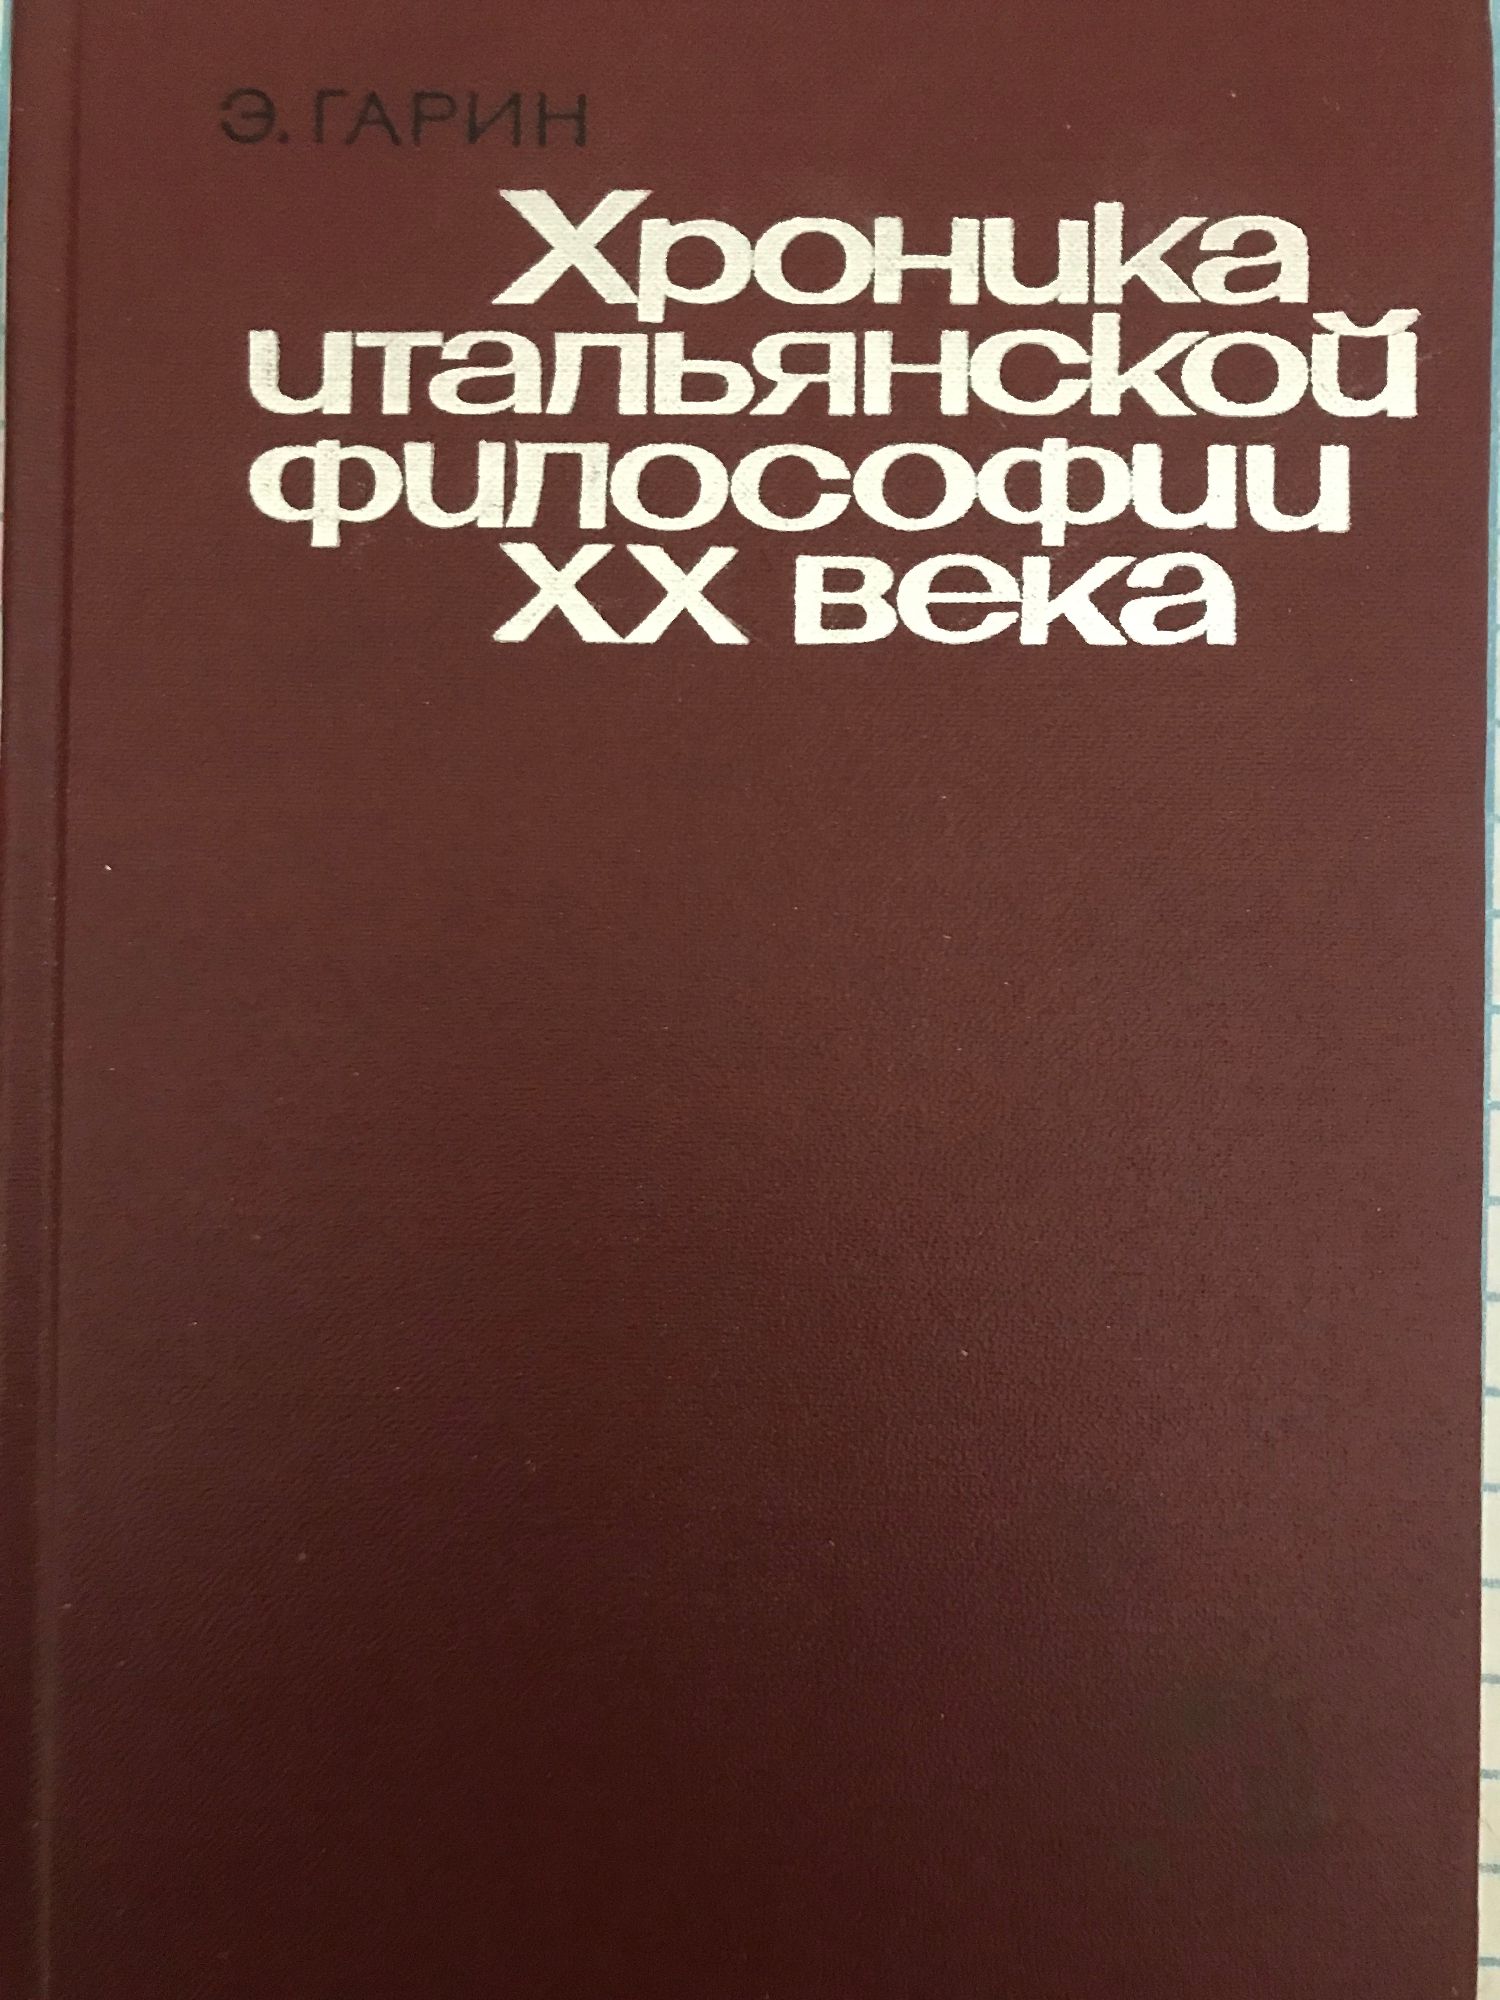 Э. ГАРИН
Хроника
итальянской
философии
XX века